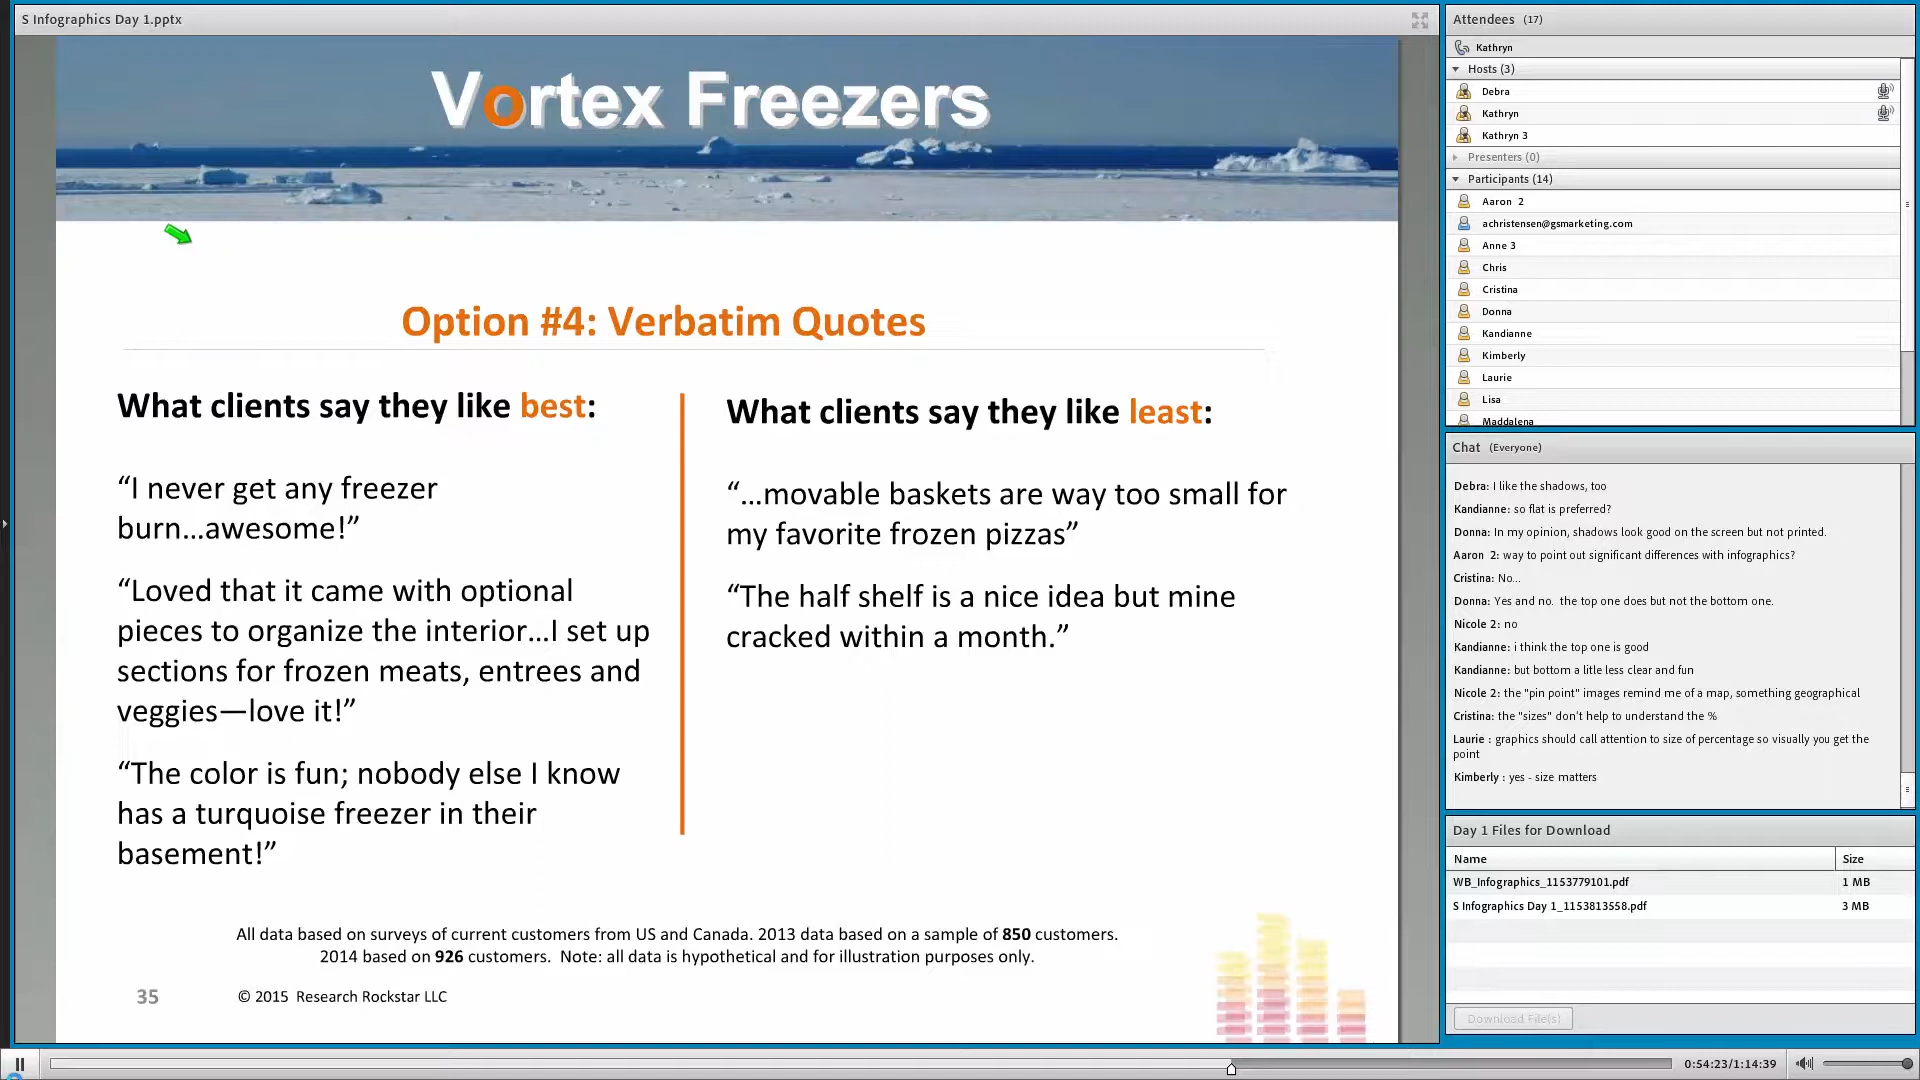 S Infographics Day 1.pptx
Vortex Freezers
Option #4: Verbatim Quotes
What clients say they like best:
“I never get any freezer
burn...awesome!”
“Loved that it came with optional
pieces to organize the interior...I set up
sections for frozen meats, entrees and
veggies—love it!”
“The color is fun; nobody else I know
has a turquoise freezer in their
basement!”
What clients say they like least:
“...movable baskets are way too small for
my favorite frozen pizzas”
“The half shelf is a nice idea but mine
cracked within a month.”
All data based on surveys of current customers from US and Canada. 2013 data based on a sample of 850 customers.
2014 based on 926 customers.  Note: all data is hypothetical and for illustration purposes only.
35
© 2015  Research Rockstar LLC
Attendees (17)
Kathryn
Hosts (3)
Debra
Kathryn
Kathryn 3
Presenters (0)
Participants (14)
Aaron  2
achristensen@gsmarketing.com
Anne 3
Chris
Cristina
Donna
Kandianne
Kimberly
Laurie
Lisa
Maddalena
Chat (Everyone)
Debra: I like the shadows, too
Kandianne: so flat is preferred?
Donna: In my opinion, shadows look good on the screen but not printed.
Aaron  2: way to point out significant differences with infographics?
Cristina: No...
Donna: Yes and no.  the top one does but not the bottom one.
Nicole 2: no
Kandianne: i think the top one is good
Kandianne: but bottom a litle less clear and fun
Nicole 2: the "pin point" images remind me of a map, something geographical
Cristina: the "sizes" don't help to understand the %
Laurie : graphics should call attention to size of percentage so visually you get the
point
Kimberly : yes - size matters
Day 1 Files for Download
Name Size
WB_Infographics_1153779101.pdf 1 MB
S Infographics Day 1_1153813558.pdf 3 MB
Download File(s)
0:54:23/1:14:39